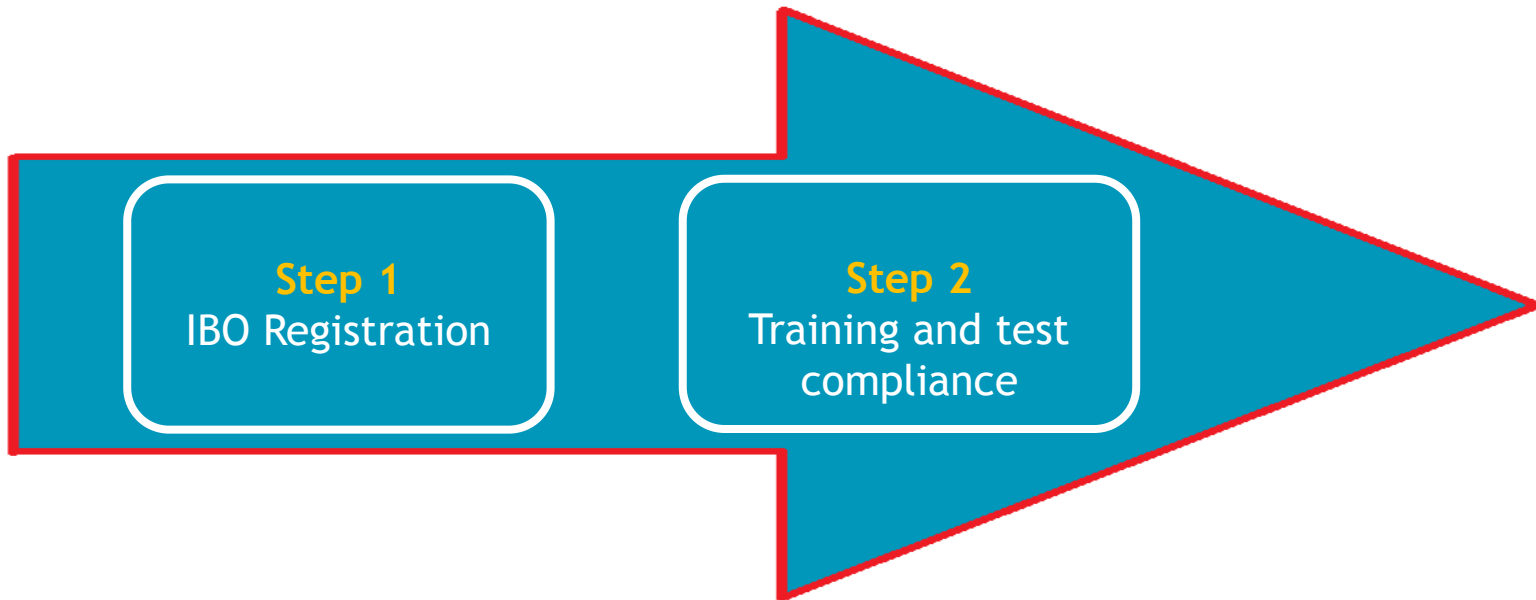 Step 1
IBO Registration
Step 2
Training and test
compliance